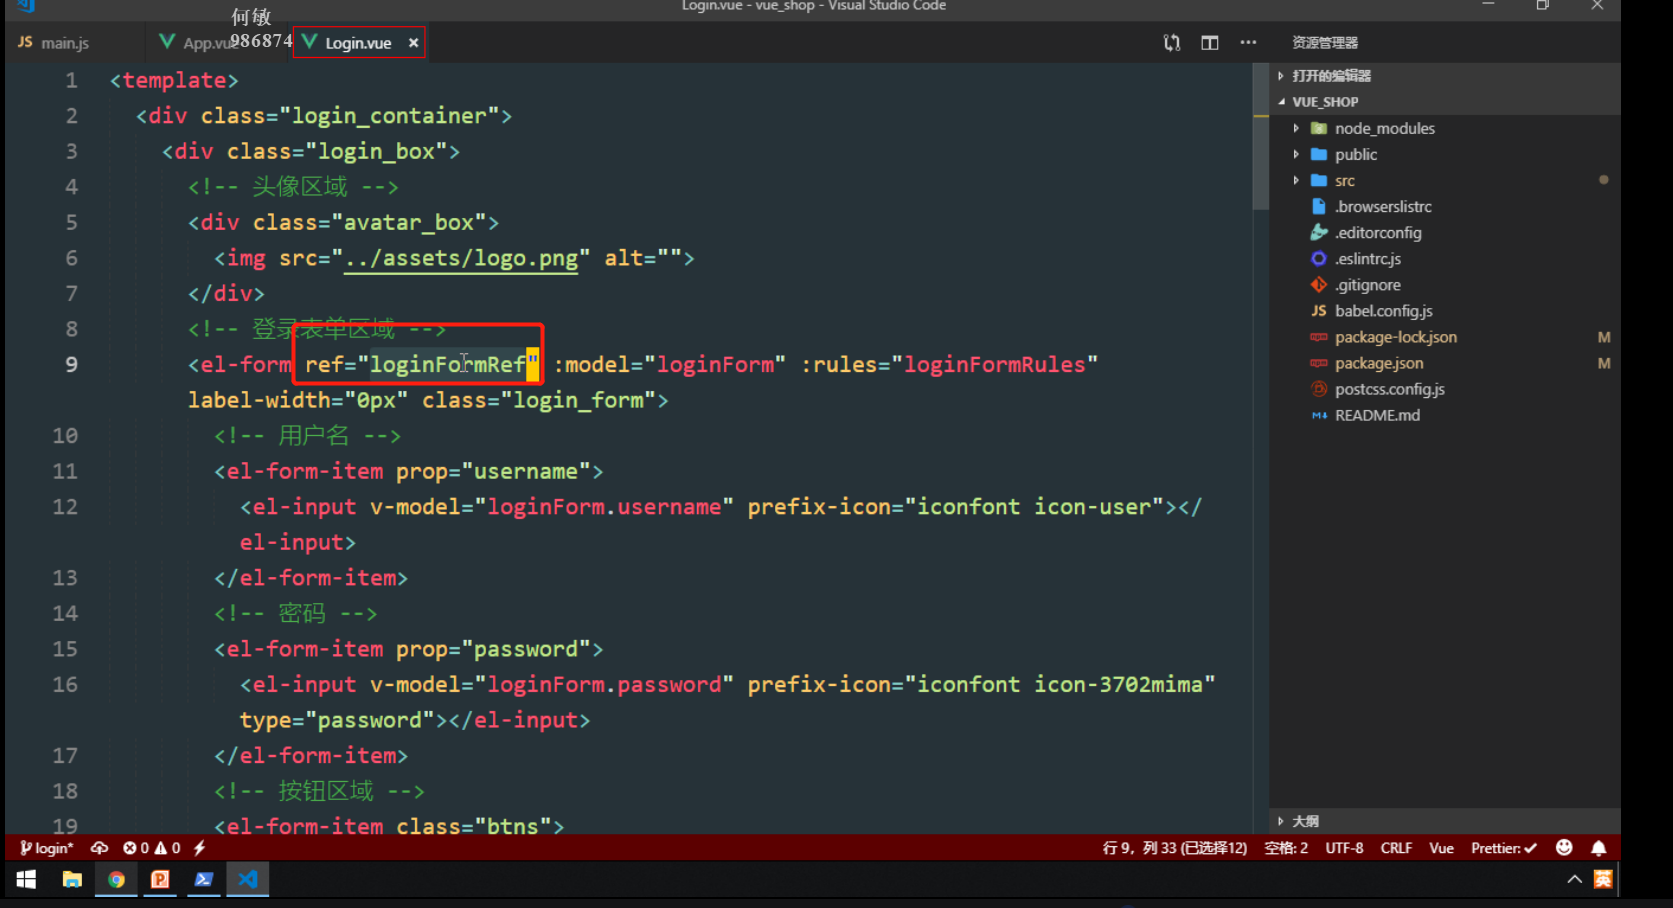 Login.vue - vue_shop - Visual Studio Code
何敏
986874
JS main.js
App.vue
Login.vue ×
资源管理器
1 <template>
2 <div class="login_container">
3 <div class="login_box">
4 <!-- 头像区域 -->
5 <div class="avatar_box">
6 <img src="../assets/logo.png" alt="">
7 </div>
8 <!-- 登录表单区域 -->
9 <el-form ref="loginFormRef" :model="loginForm" :rules="loginFormRules"
label-width="0px" class="login_form">
10 <!-- 用户名 -->
11 <el-form-item prop="username">
12 <el-input v-model="loginForm.username" prefix-icon="iconfont icon-user"></
el-input>
13 </el-form-item>
14 <!-- 密码 -->
15 <el-form-item prop="password">
16 <el-input v-model="loginForm.password" prefix-icon="iconfont icon-3702mima"
type="password"></el-input>
17 </el-form-item>
18 <!-- 按钮区域 -->
19 <el-form-item class="btns">
打开的编辑器
VUE_SHOP
node_modules
public
src
.browserslistrc
.editorconfig
.eslintrc.js
.gitignore
JS babel.config.js
package-lock.json M
package.json M
postcss.config.js
M↓ README.md
大纲
login* 0 0 行 9，列 33 (已选择12) 空格: 2 UTF-8 CRLF Vue Prettier: ✓
英